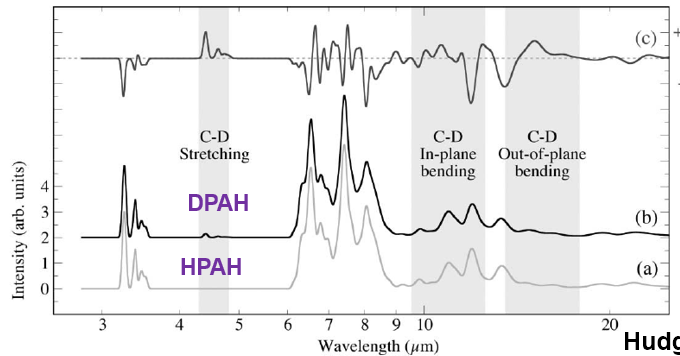 (c)
+
-
C-D
Stretching
C-D
In-plane
bending
C-D
Out-of-plane
bending
DPAH
(b)
HPAH
(a)
Intensity (arb. units)
4
3
2
1
0
3 4 5 6 7 8 9 10 20
Wavelength (μm)
Hudg